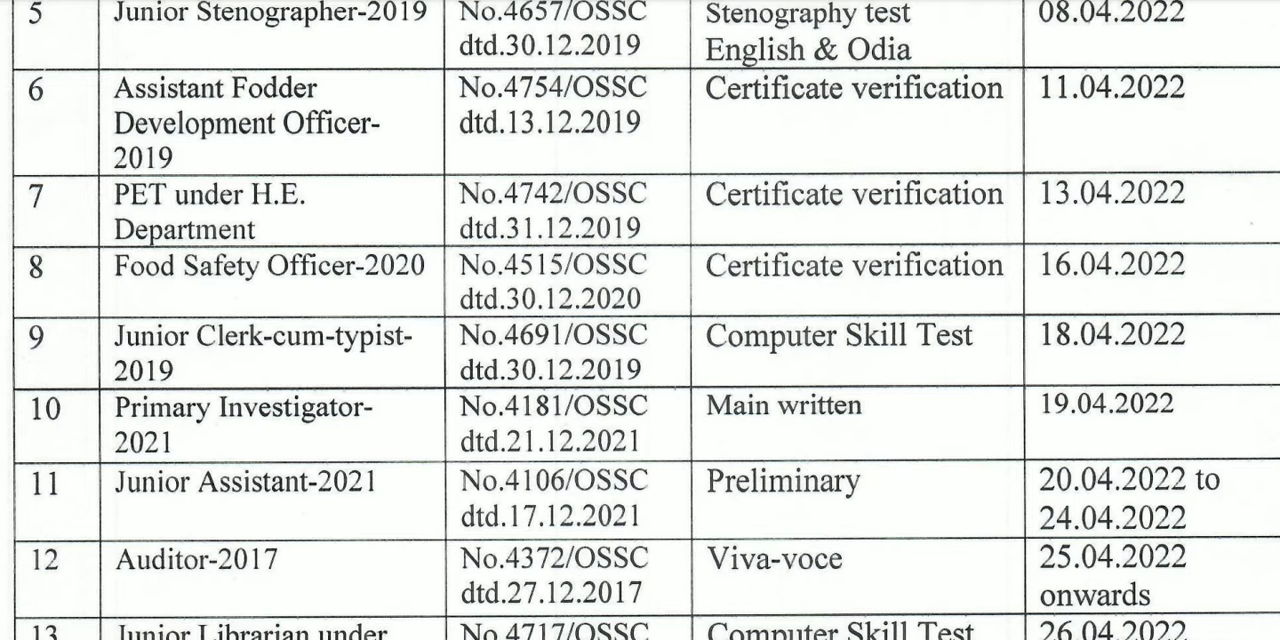 5 Junior Stenographer-2019 No.4657/OSSC Stenography test 08.04.2022
dtd.30.12.2019 English & Odia
6 Assistant Fodder No.4754/OSSC Certificate verification 11.04.2022
Development Officer- dtd.13.12.2019
2019
7 PET under H.E. No.4742/OSSC Certificate verification 13.04.2022
Department dtd.31.12.2019
8 Food Safety Officer-2020 No.4515/OSSC Certificate verification 16.04.2022
dtd.30.12.2020
9 Junior Clerk-cum-typist- No.4691/OSSC Computer Skill Test 18.04.2022
2019 dtd.30.12.2019
10 Primary Investigator- No.4181/OSSC Main written 19.04.2022
2021 dtd.21.12.2021
11 Junior Assistant-2021 No.4106/OSSC Preliminary 20.04.2022 to
dtd.17.12.2021 24.04.2022
12 Auditor-2017 No.4372/OSSC Viva-voce 25.04.2022
dtd.27.12.2017 onwards
13 Junior Librarian under No.4717/OSSC Computer Skill Test 26.04.2022